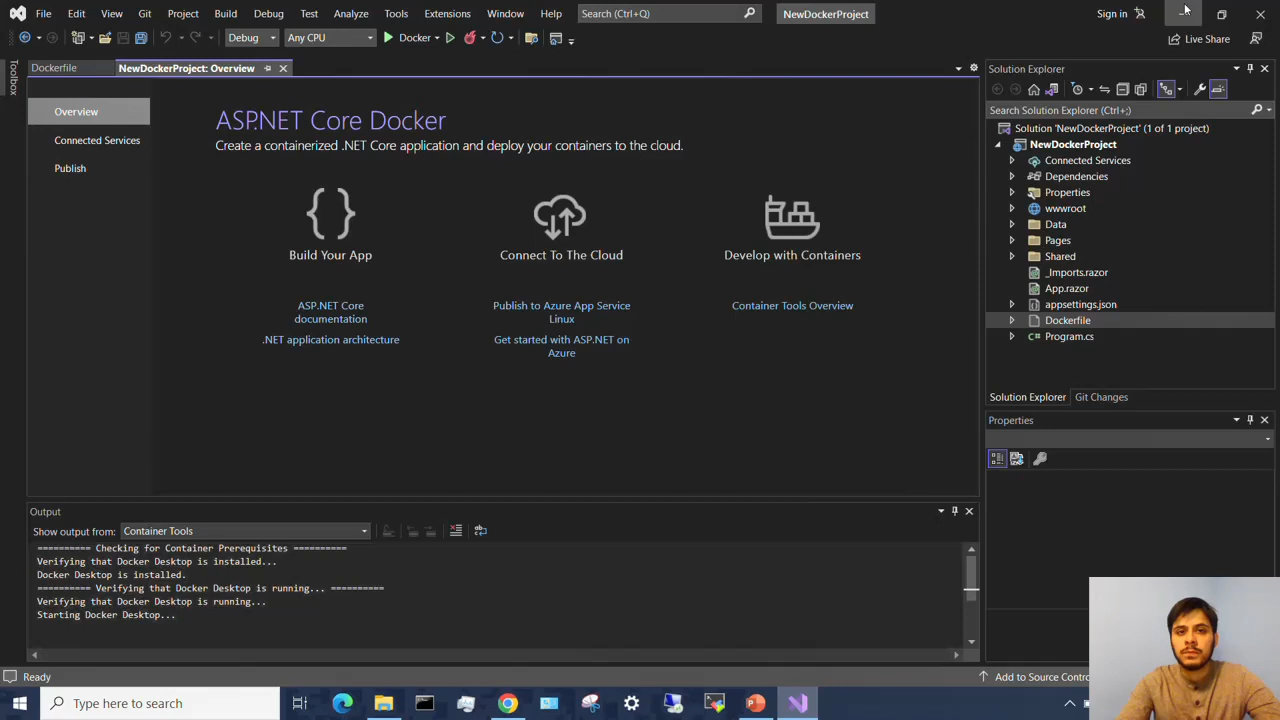 File Edit View Git Project Build Debug Test Analyze Tools Extensions Window Help Search (Ctrl+Q) NewDockerProject Sign in
Live Share
Debug Any CPU Docker
Toolbox
Dockerfile NewDockerProject: Overview
Overview
Connected Services
Publish
ASP.NET Core Docker
Create a containerized .NET Core application and deploy your containers to the cloud.
Build Your App
ASP.NET Core
documentation
.NET application architecture
Connect To The Cloud
Publish to Azure App Service
Linux
Get started with ASP.NET on
Azure
Develop with Containers
Container Tools Overview
Solution Explorer
Search Solution Explorer (Ctrl+;)
Solution 'NewDockerProject' (1 of 1 project)
NewDockerProject
Connected Services
Dependencies
Properties
wwwroot
Data
Pages
Shared
_Imports.razor
App.razor
appsettings.json
Dockerfile
Program.cs
Solution Explorer Git Changes
Properties
Output
Show output from: Container Tools
========== Checking for Container Prerequisites ==========
Verifying that Docker Desktop is installed...
Docker Desktop is installed.
========== Verifying that Docker Desktop is running... ==========
Verifying that Docker Desktop is running...
Starting Docker Desktop...
Ready
Add to Source
Type here to search